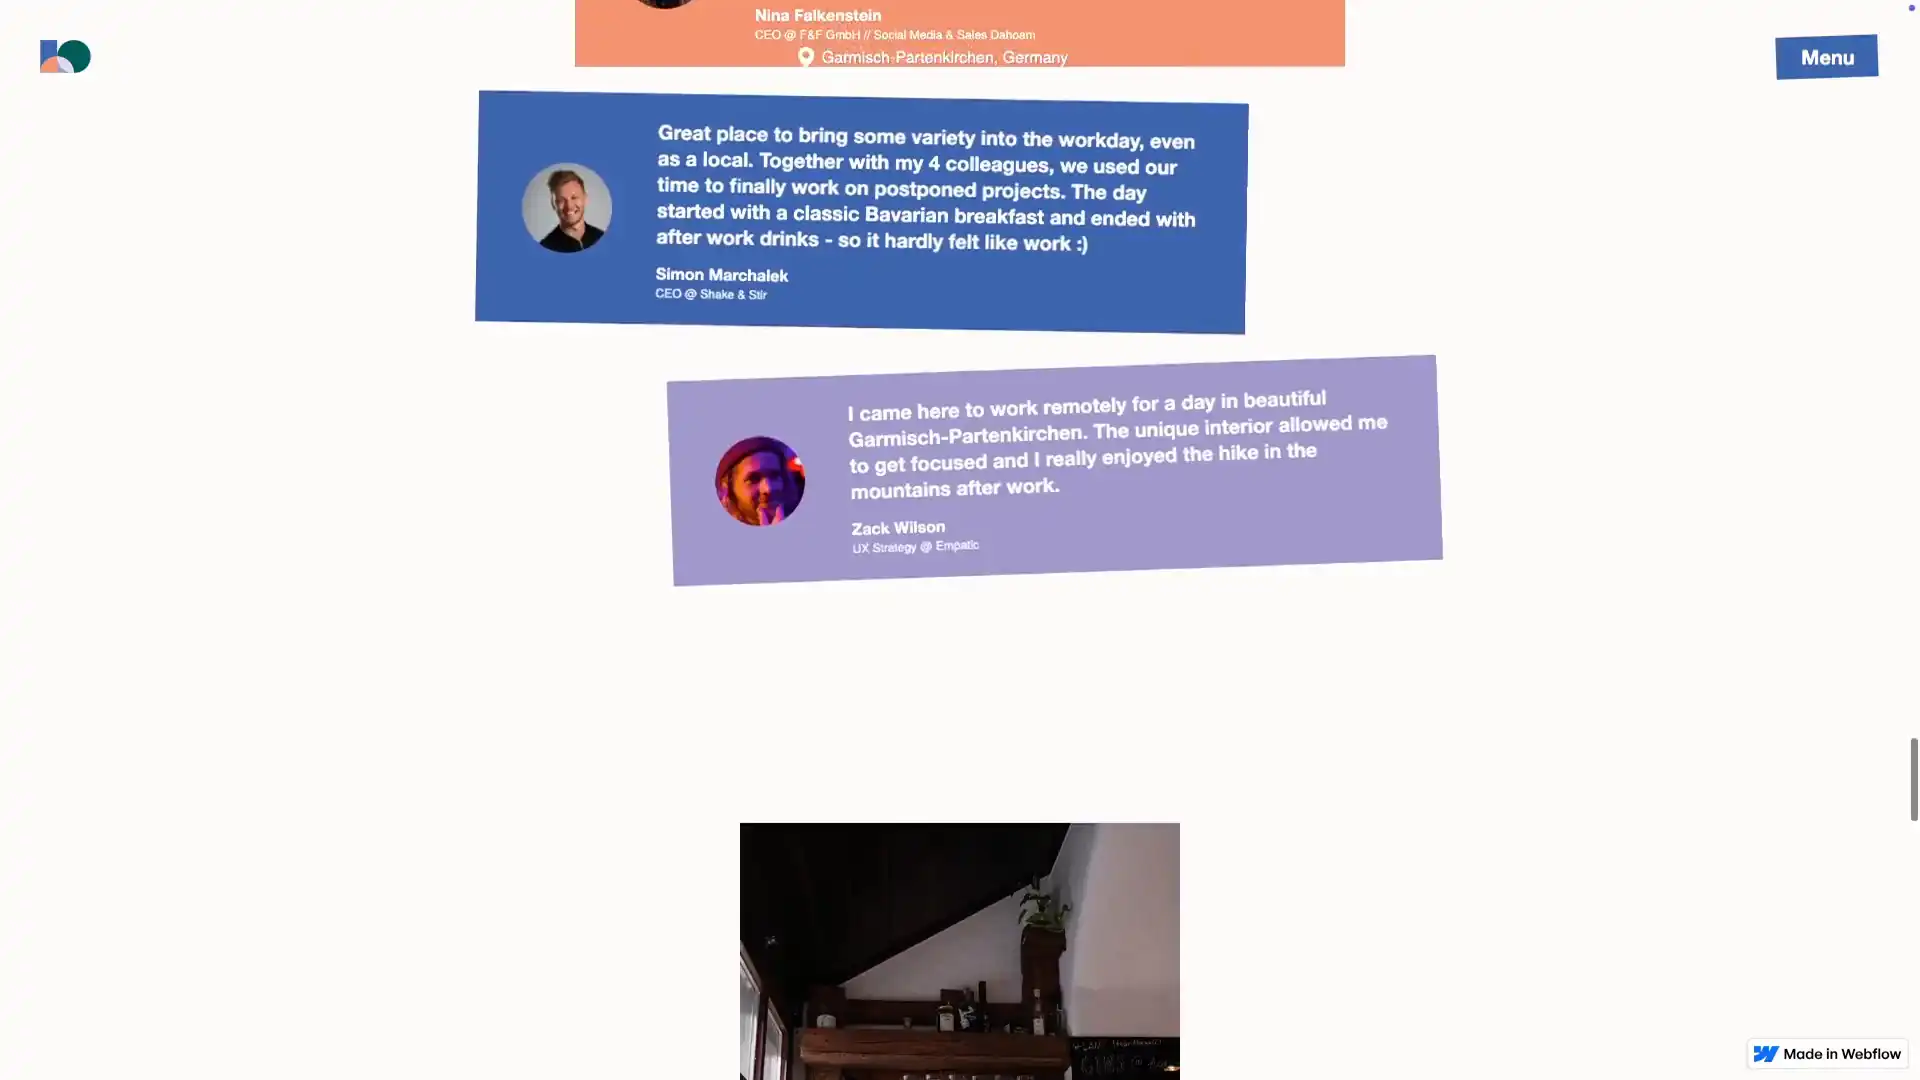 Nina Falkenstein
CEO @ F&F GmbH // Social Media & Sales Dahoam
Garmisch-Partenkirchen, Germany
Menu
Great place to bring some variety into the workday, even
as a local. Together with my 4 colleagues, we used our
time to finally work on postponed projects. The day
started with a classic Bavarian breakfast and ended with
after work drinks - so it hardly felt like work :)
Simon Marchalek
CEO @ Shake & Stir
I came here to work remotely for a day in beautiful
Garmisch-Partenkirchen. The unique interior allowed me
to get focused and I really enjoyed the hike in the
mountains after work.
Zack Wilson
UX Strategy @ Empatic
Made in Webflow